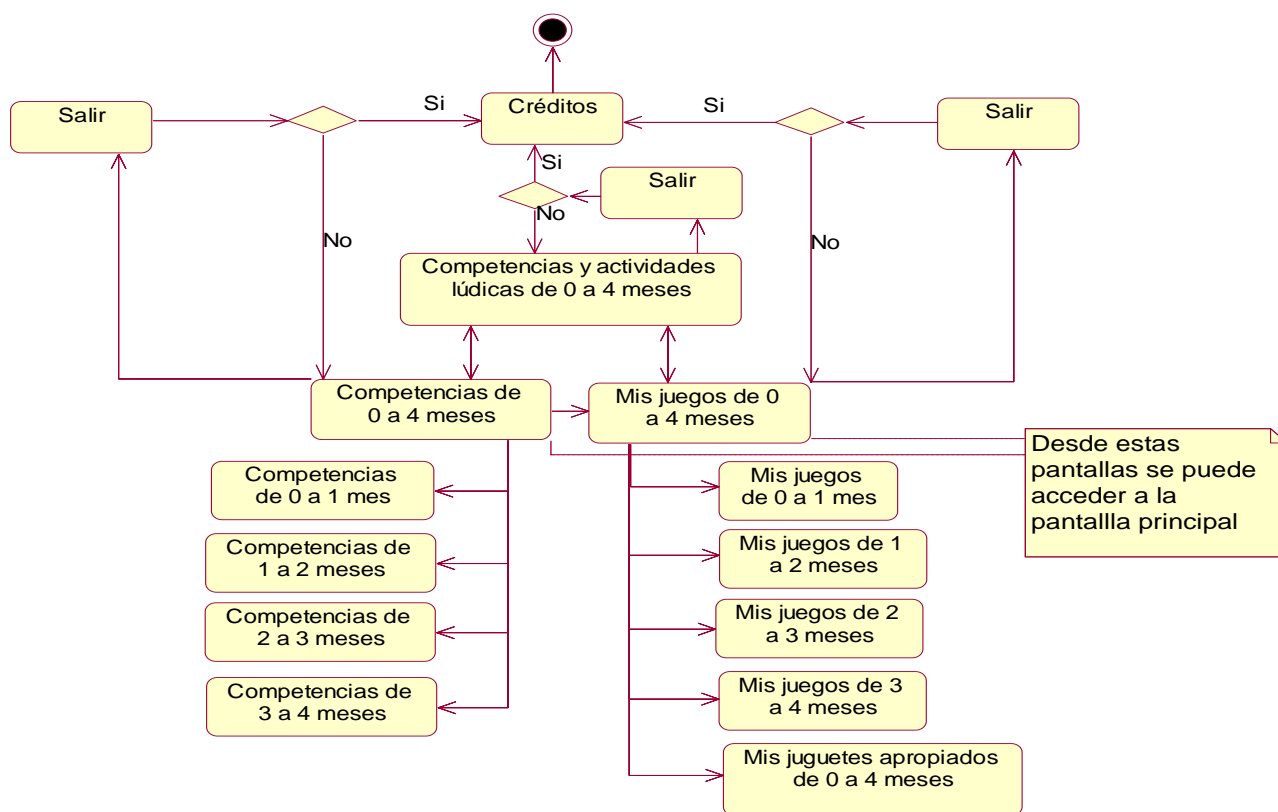 Créditos
Si
Si
Salir
Salir
Si
Salir
No
No
No
Competencias y actividades
lúdicas de 0 a 4 meses
Competencias de
0 a 4 meses
Mis juegos de 0
a 4 meses
Desde estas
pantallas se puede
acceder a la
pantallla principal
Competencias
de 0 a 1 mes
Competencias de
1 a 2 meses
Competencias de
2 a 3 meses
Competencias de
3 a 4 meses
Mis juegos
de 0 a 1 mes
Mis juegos de 1
a 2 meses
Mis juegos de 2
a 3 meses
Mis juegos de 3
a 4 meses
Mis juguetes apropiados
de 0 a 4 meses